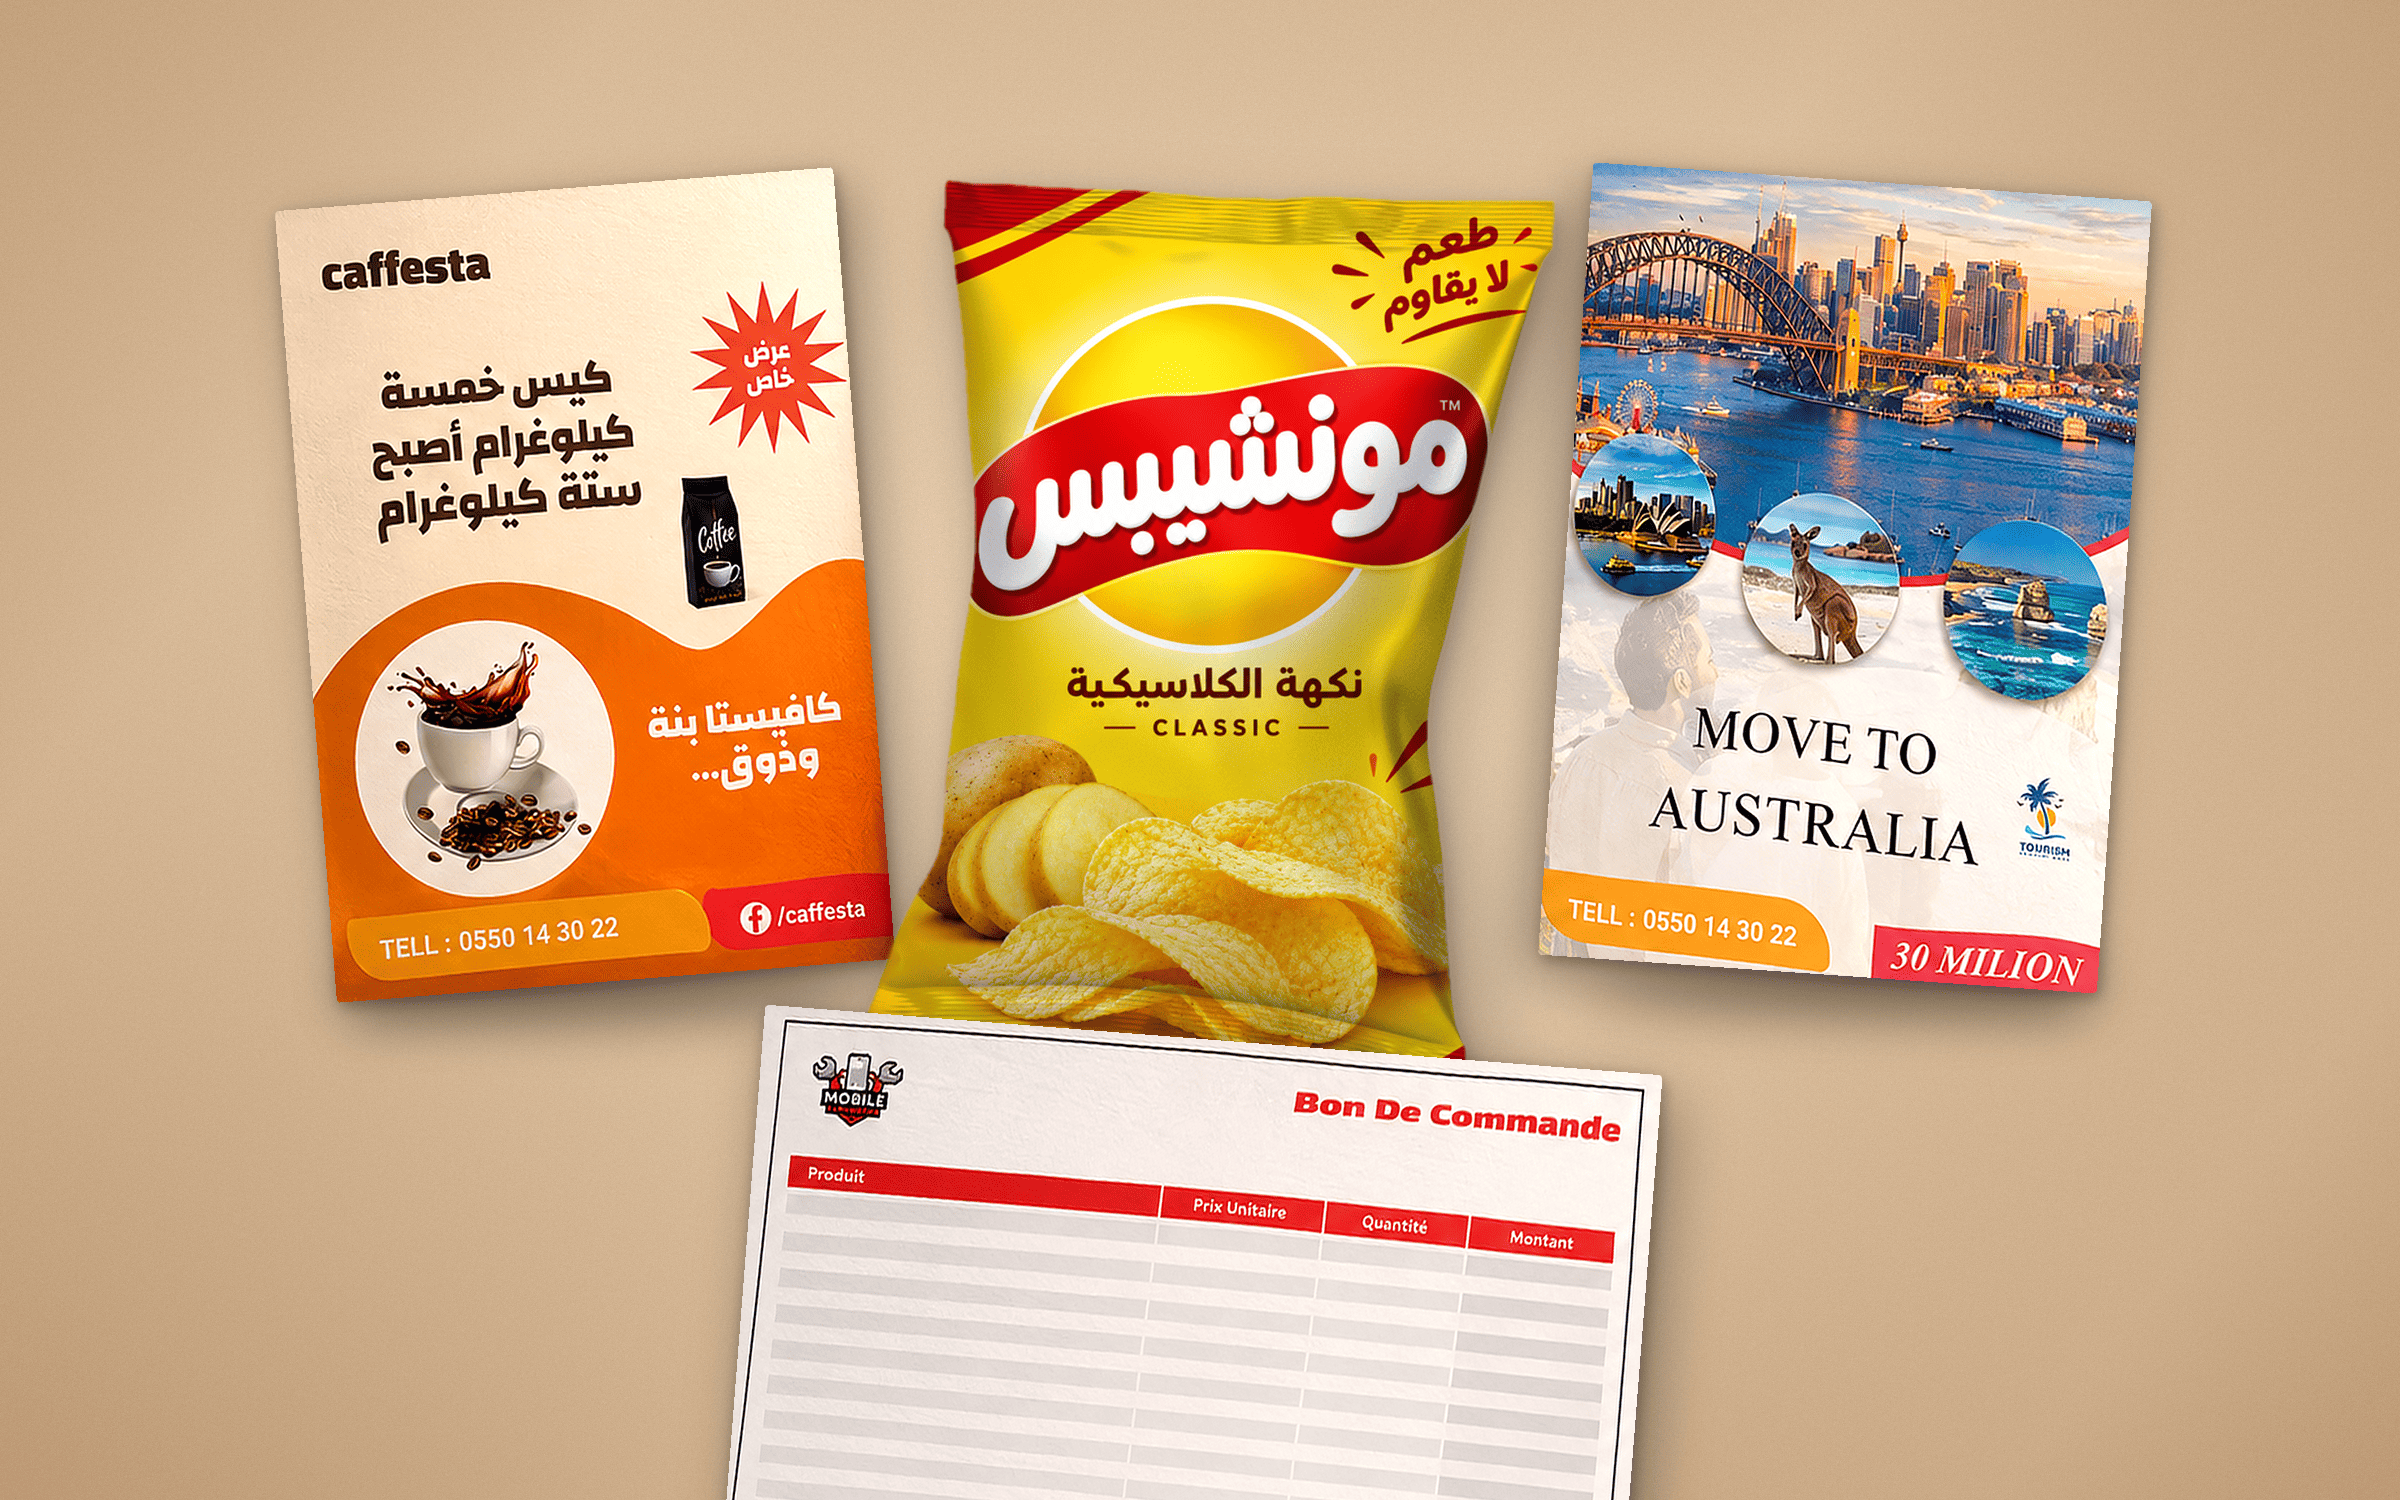 caffesta
عرض
خاص
كيس خمسة
كيلوغرام أصبح
ستة كيلوغرام
Coffee
كافيستا بنة
وذوق...
TELL : 0550 14 30 22
/caffesta
طعم
لا يقاوم
مونشيبس
TM
نكهة الكلاسيكية
CLASSIC
MOVE TO
AUSTRALIA
TOURISM
TELL : 0550 14 30 22
30 MILION
MOBILE
Bon De Commande
Produit
Prix Unitaire
Quantité
Montant